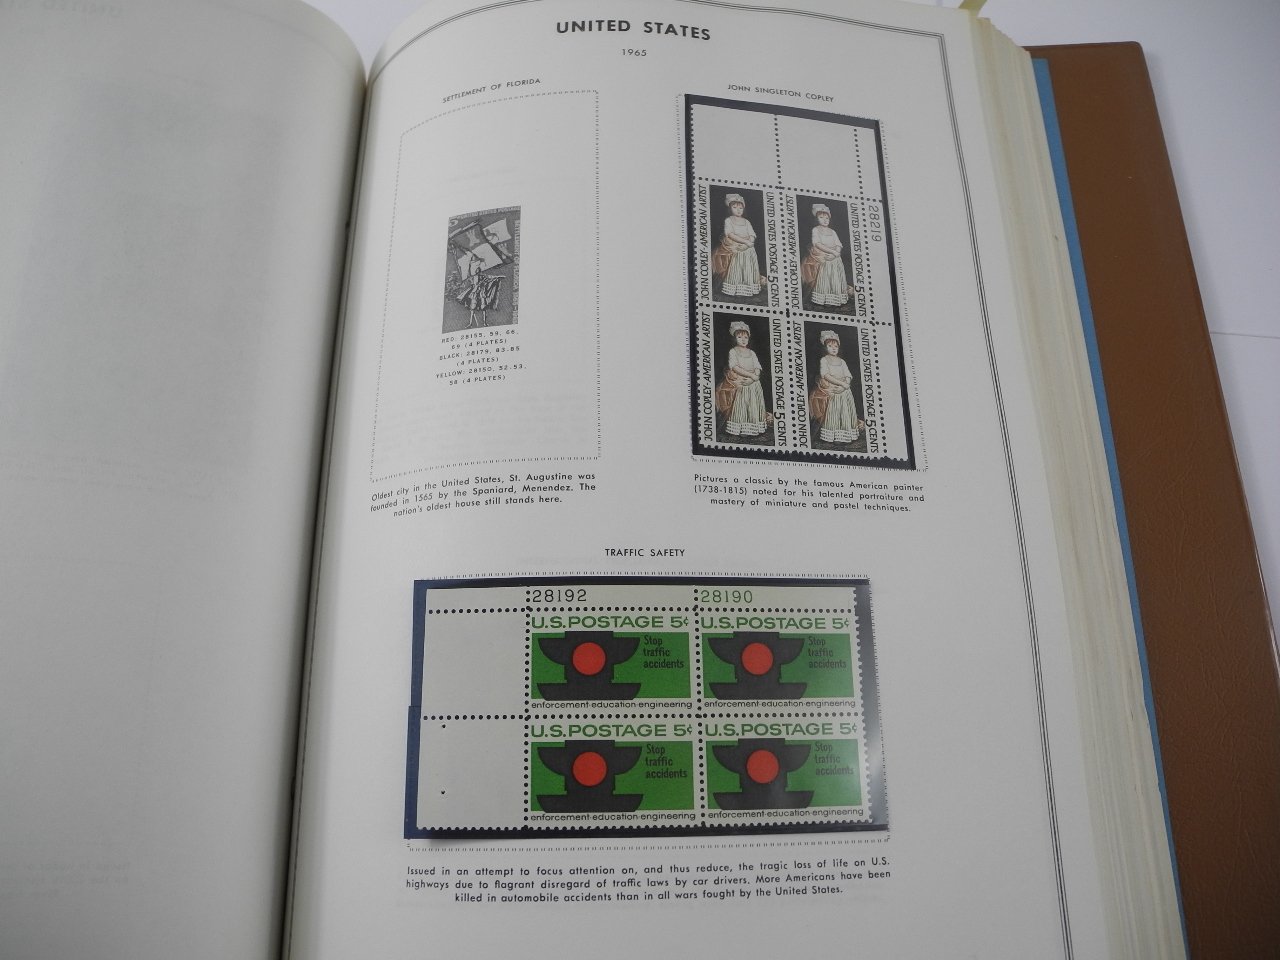 UNITED STATES
1965
SETTLEMENT OF FLORIDA
UNITED STATES POSTAGE
RED: 28155, 59, 66,
69 (4 PLATES)
BLACK: 28179, 83-85
(4 PLATES)
YELLOW: 28150, 52, 53,
58 (4 PLATES)
Oldest city in the United States, St. Augustine was
founded in 1565 by the Spaniard, Menendez. The
nation's oldest house still stands here.
JOHN SINGLETON COPLEY
28219
JOHN COPLEY·AMERICAN ARTIST
UNITED STATES POSTAGE 5 CENTS
JOHN COPLEY·AMERICAN ARTIST
UNITED STATES POSTAGE 5 CENTS
JOHN COPLEY·AMERICAN ARTIST
UNITED STATES POSTAGE 5 CENTS
JOHN COPLEY·AMERICAN ARTIST
UNITED STATES POSTAGE 5 CENTS
Pictures a classic by the famous American painter
(1738-1815) noted for his talented portraiture and
mastery of miniature and pastel techniques.
TRAFFIC SAFETY
28192 28190
U.S. POSTAGE 5¢
Stop
traffic
accidents
enforcement·education·engineering
U.S. POSTAGE 5¢
Stop
traffic
accidents
enforcement·education·engineering
U.S. POSTAGE 5¢
Stop
traffic
accidents
enforcement·education·engineering
U.S. POSTAGE 5¢
Stop
traffic
accidents
enforcement·education·engineering
Issued in an attempt to focus attention on, and thus reduce, the tragic loss of life on U.S.
highways due to flagrant disregard of traffic laws by car drivers. More Americans have been
killed in automobile accidents than in all wars fought by the United States.